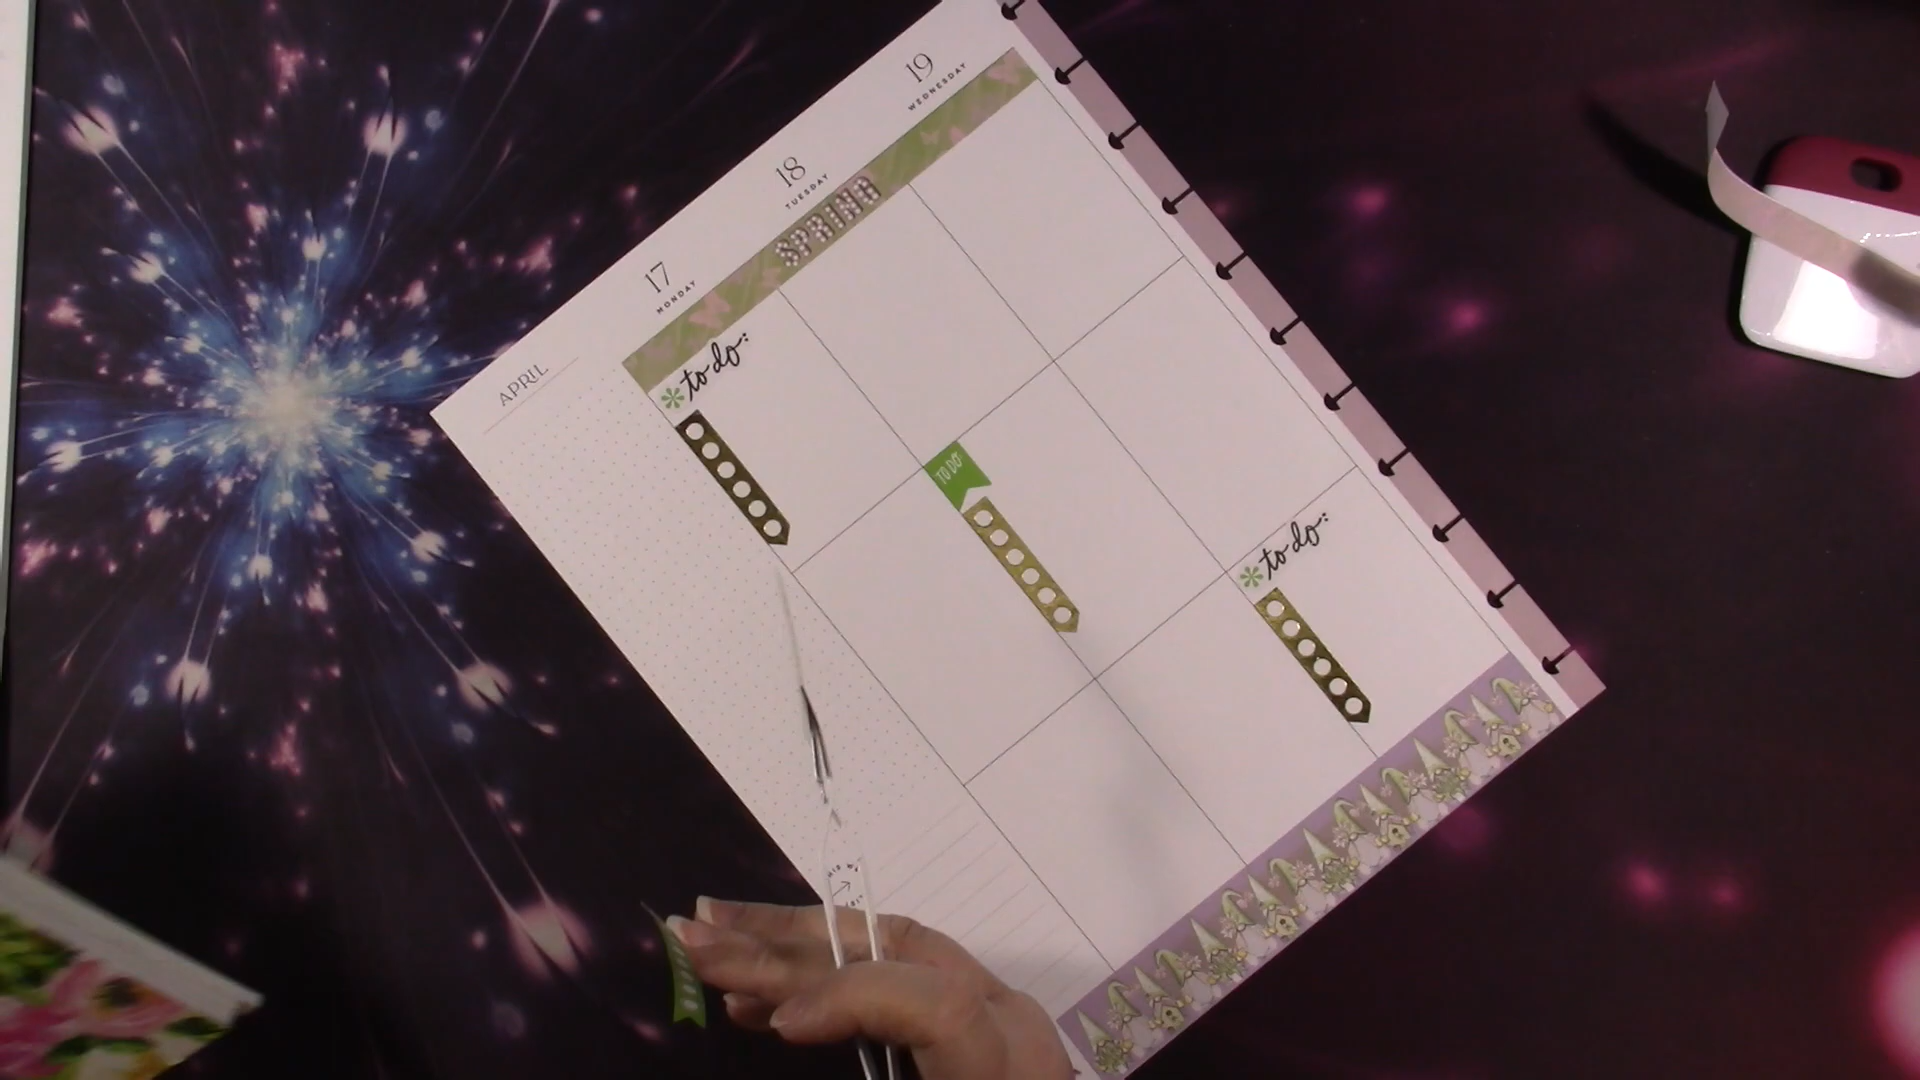 APRIL
17
MONDAY
18
TUESDAY
19
WEDNESDAY
SPRING
to do:
TO DO:
to do: